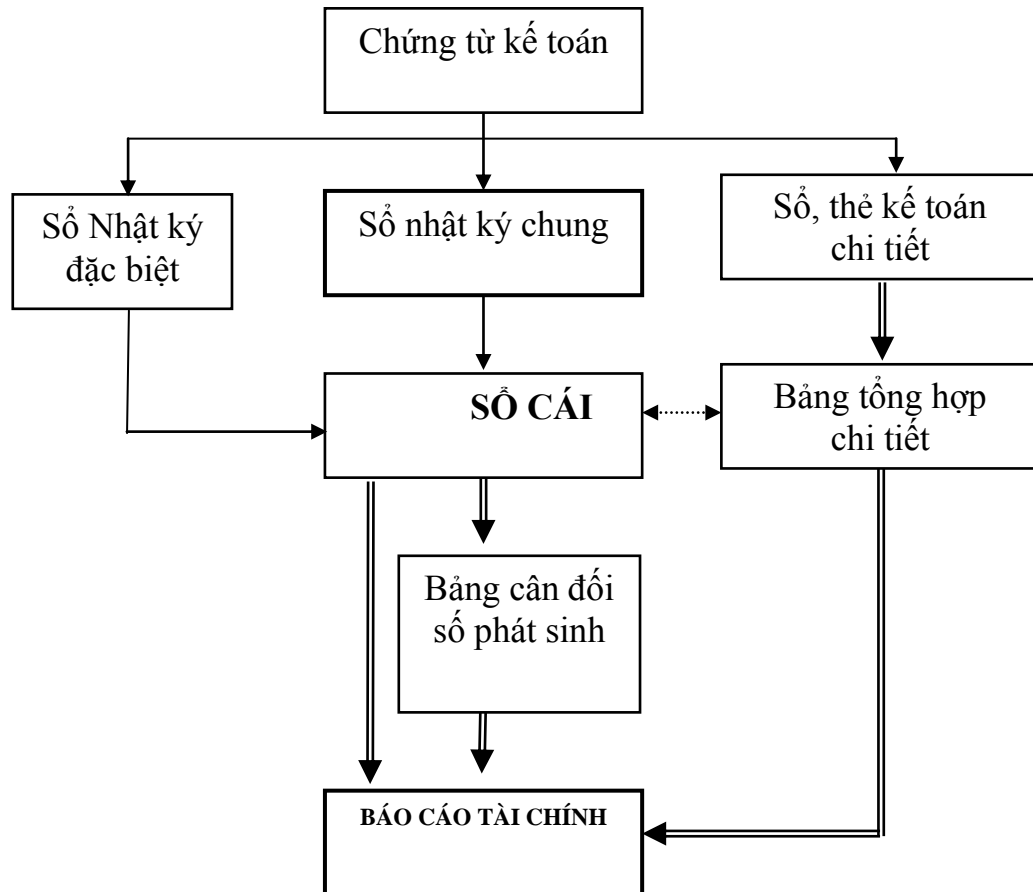 Chứng từ kế toán
Sổ Nhật ký
đặc biệt
Sổ nhật ký chung
Sổ, thẻ kế toán
chi tiết
SỔ CÁI
Bảng tổng hợp
chi tiết
Bảng cân đối
số phát sinh
BÁO CÁO TÀI CHÍNH